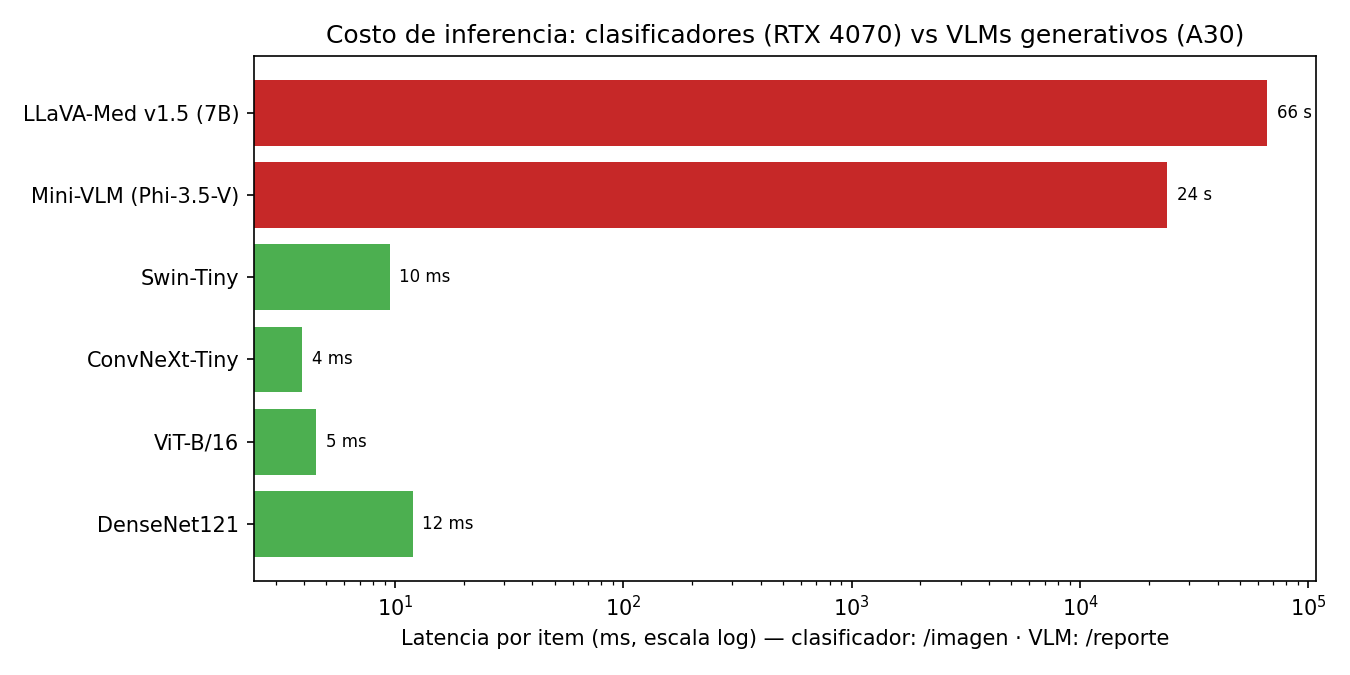 Costo de inferencia: clasificadores (RTX 4070) vs VLMs generativos (A30)
LLaVA-Med v1.5 (7B) 66 s
Mini-VLM (Phi-3.5-V) 24 s
Swin-Tiny 10 ms
ConvNeXt-Tiny 4 ms
ViT-B/16 5 ms
DenseNet121 12 ms
10¹ 10² 10³ 10⁴ 10⁵
Latencia por item (ms, escala log) — clasificador: /imagen · VLM: /reporte